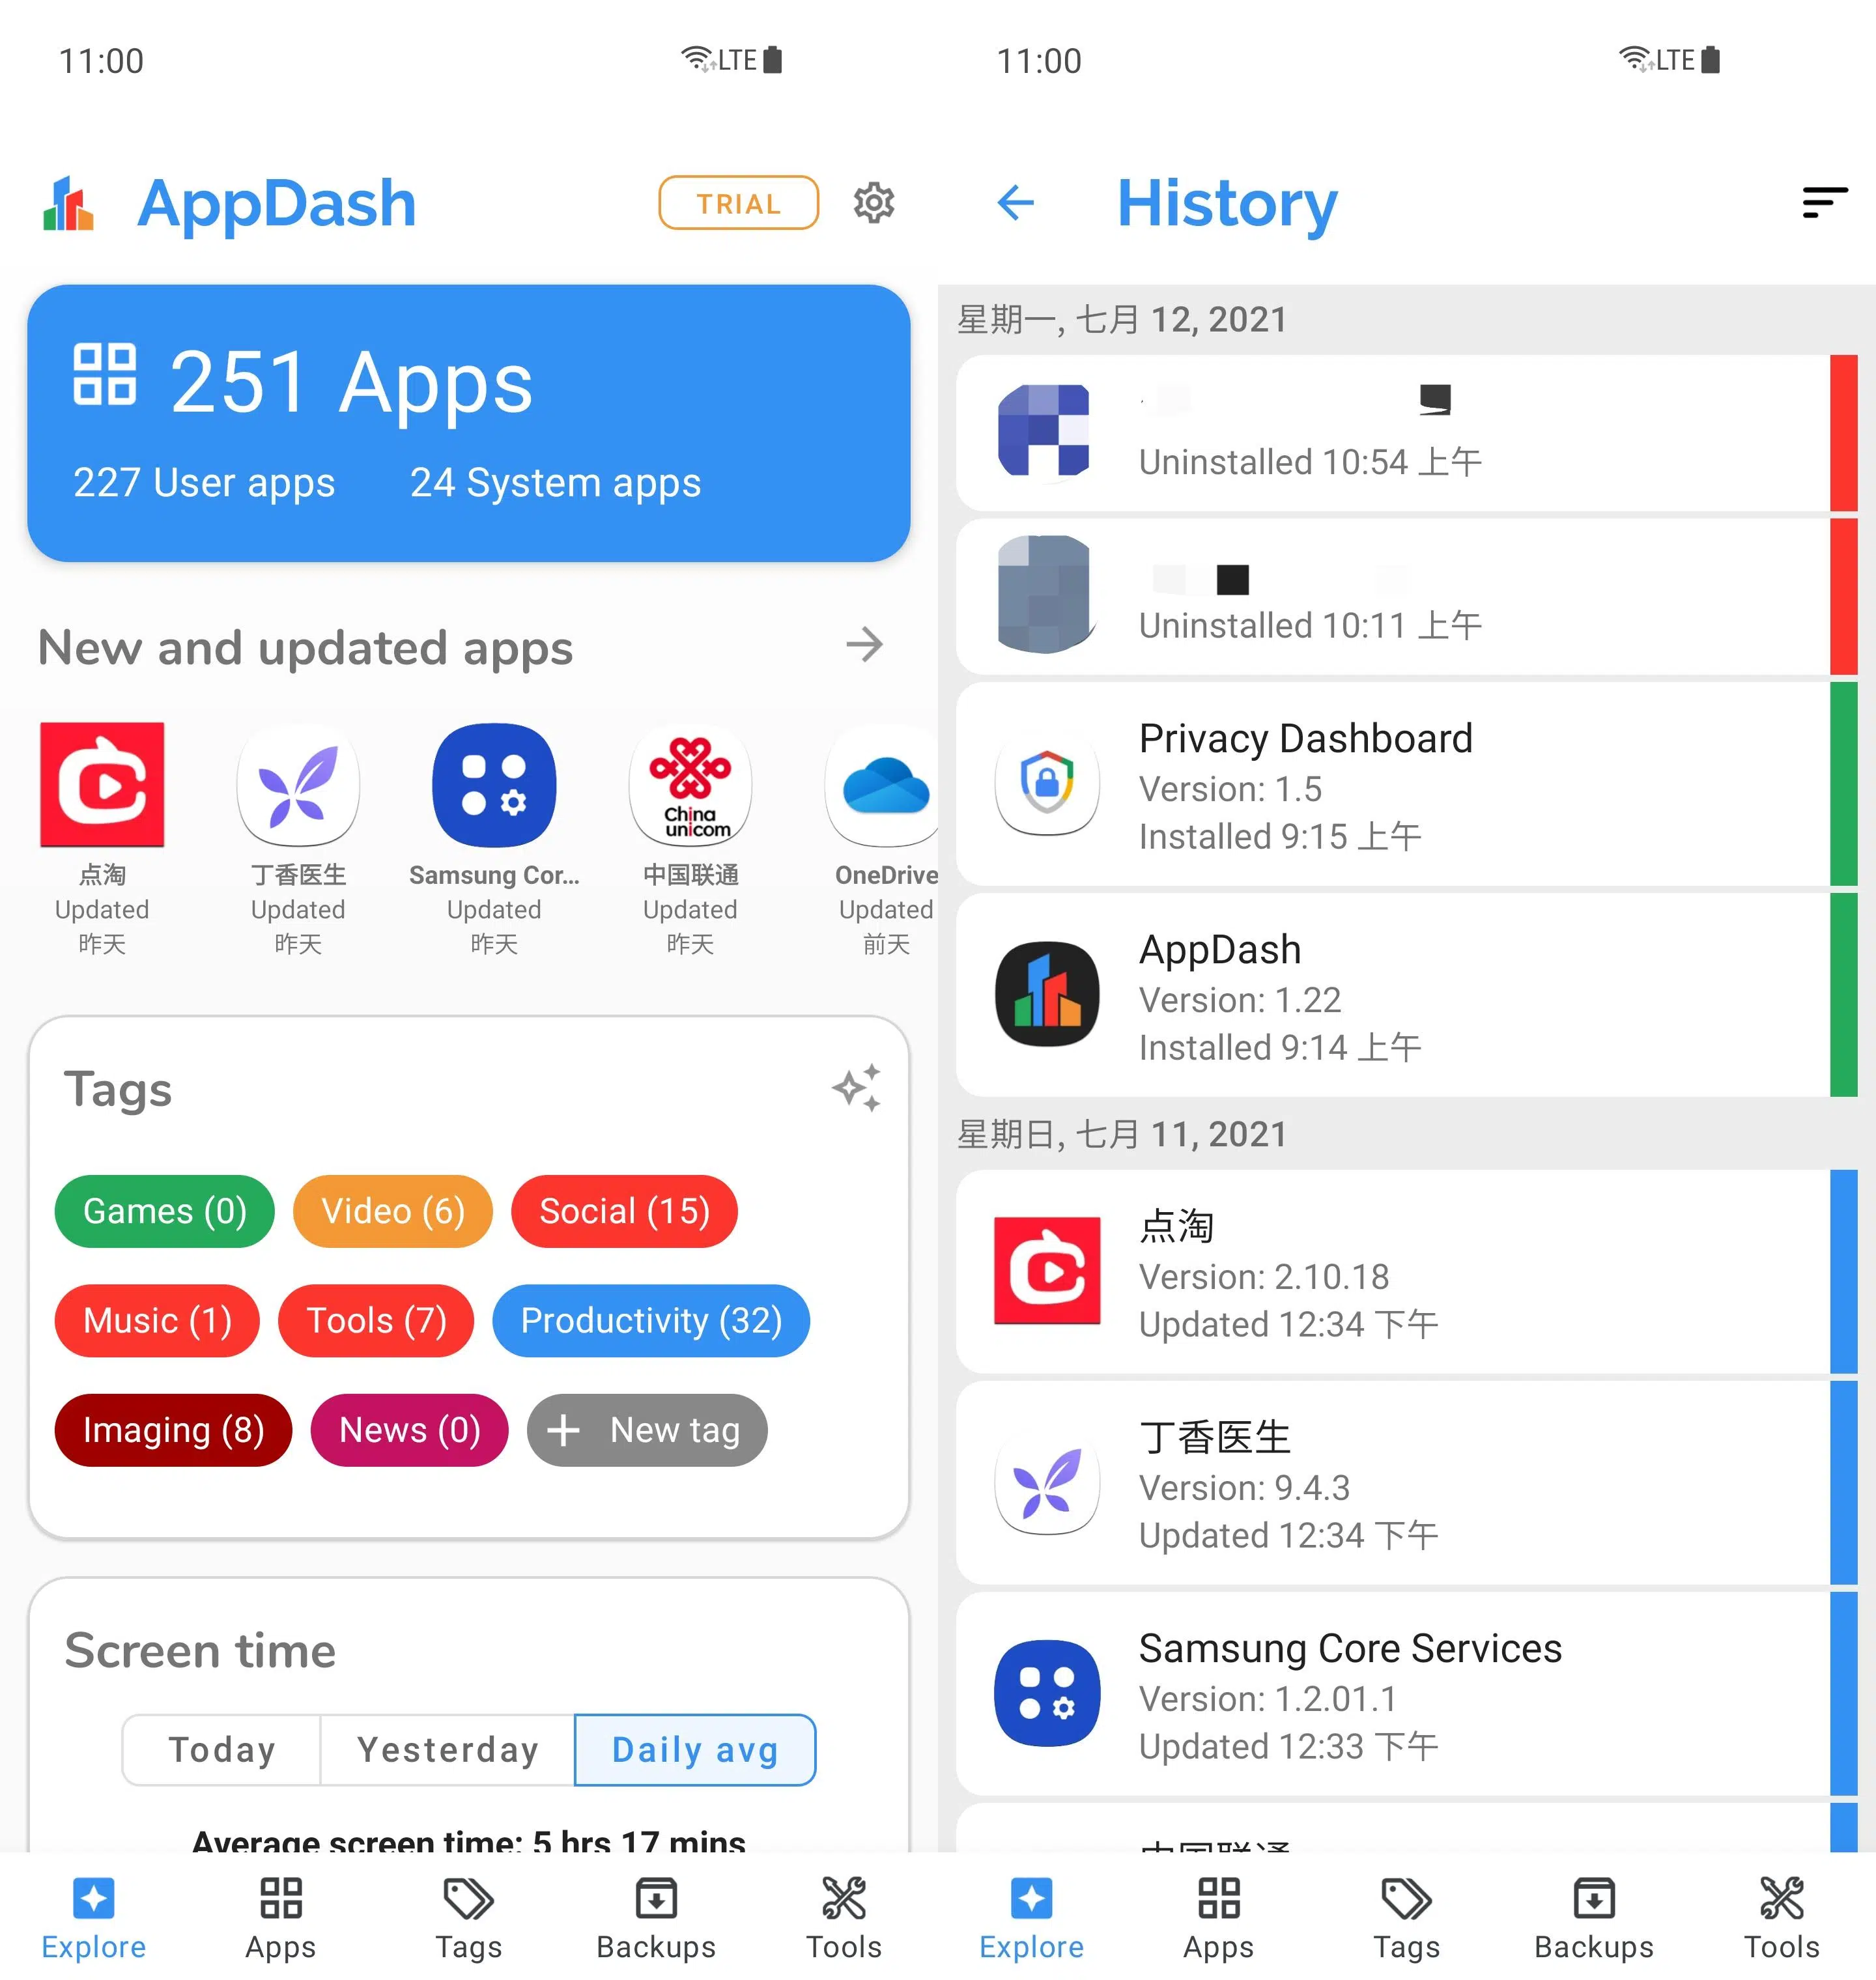 11:00
LTE
AppDash
TRIAL
251 Apps
227 User apps
24 System apps
New and updated apps
China
unicom
点淘
Updated
昨天
丁香医生
Updated
昨天
Samsung Cor...
Updated
昨天
中国联通
Updated
昨天
OneDrive
Updated
前天
Tags
Games (0)
Video (6)
Social (15)
Music (1)
Tools (7)
Productivity (32)
Imaging (8)
News (0)
New tag
Screen time
Today
Yesterday
Daily avg
Average screen time: 5 hrs 17 mins
Explore
Apps
Tags
Backups
Tools
11:00
LTE
History
星期一, 七月 12, 2021
Uninstalled 10:54 上午
Uninstalled 10:11 上午
Privacy Dashboard
Version: 1.5
Installed 9:15 上午
AppDash
Version: 1.22
Installed 9:14 上午
星期日, 七月 11, 2021
点淘
Version: 2.10.18
Updated 12:34 下午
丁香医生
Version: 9.4.3
Updated 12:34 下午
Samsung Core Services
Version: 1.2.01.1
Updated 12:33 下午
中国联通
Explore
Apps
Tags
Backups
Tools